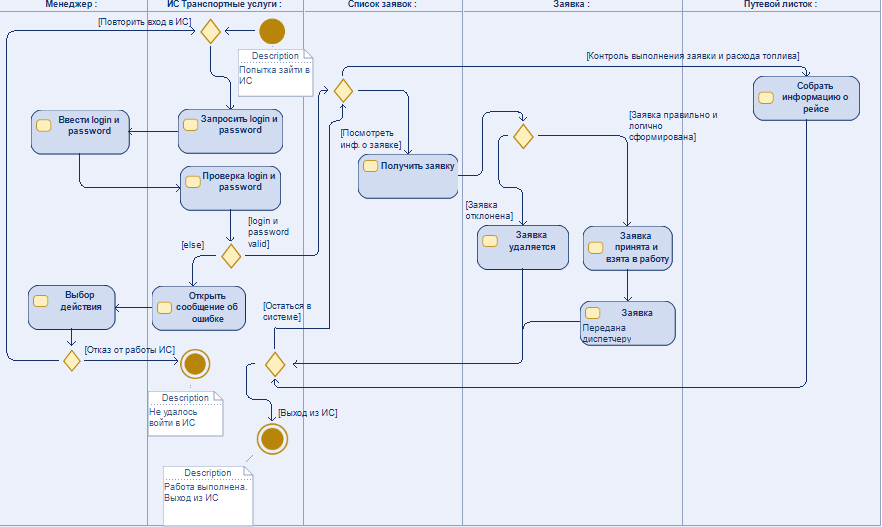 Менеджер :
ИС Транспортные услуги :
Список заявок :
Заявка :
Путевой листок :
[Повторить вход в ИС]
Description
Попытка зайти в
ИС
[Контроль выполнения заявки и расхода топлива]
Собрать
информацию о
рейсе
Ввести login и
password
Запросить login и
password
[Посмотреть
инф. о заявке]
[Заявка правильно и
логично
сформирована]
Получить заявку
Проверка login и
password
[login и
password
valid]
[else]
[Заявка
отклонена]
Заявка
удаляется
Заявка
принята и
взята в работу
Выбор
действия
Открыть
сообщение об
ошибке
[Остаться в
системе]
Заявка
Передана
диспетчеру
[Отказ от работы ИС]
Description
Не удалось
войти в ИС
[Выход из ИС]
Description
Работа выполнена.
Выход из ИС